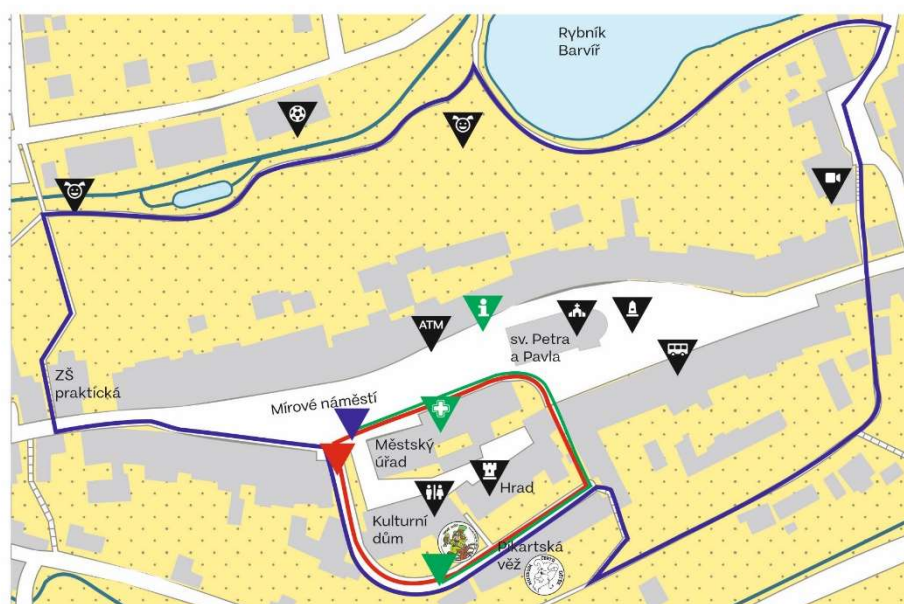 Rybník
Barvíř
ATM
sv. Petra
a Pavla
ZŠ
praktická
Mírové náměstí
Městský
úřad
Hrad
Kulturní
dům
Pikartská
věž